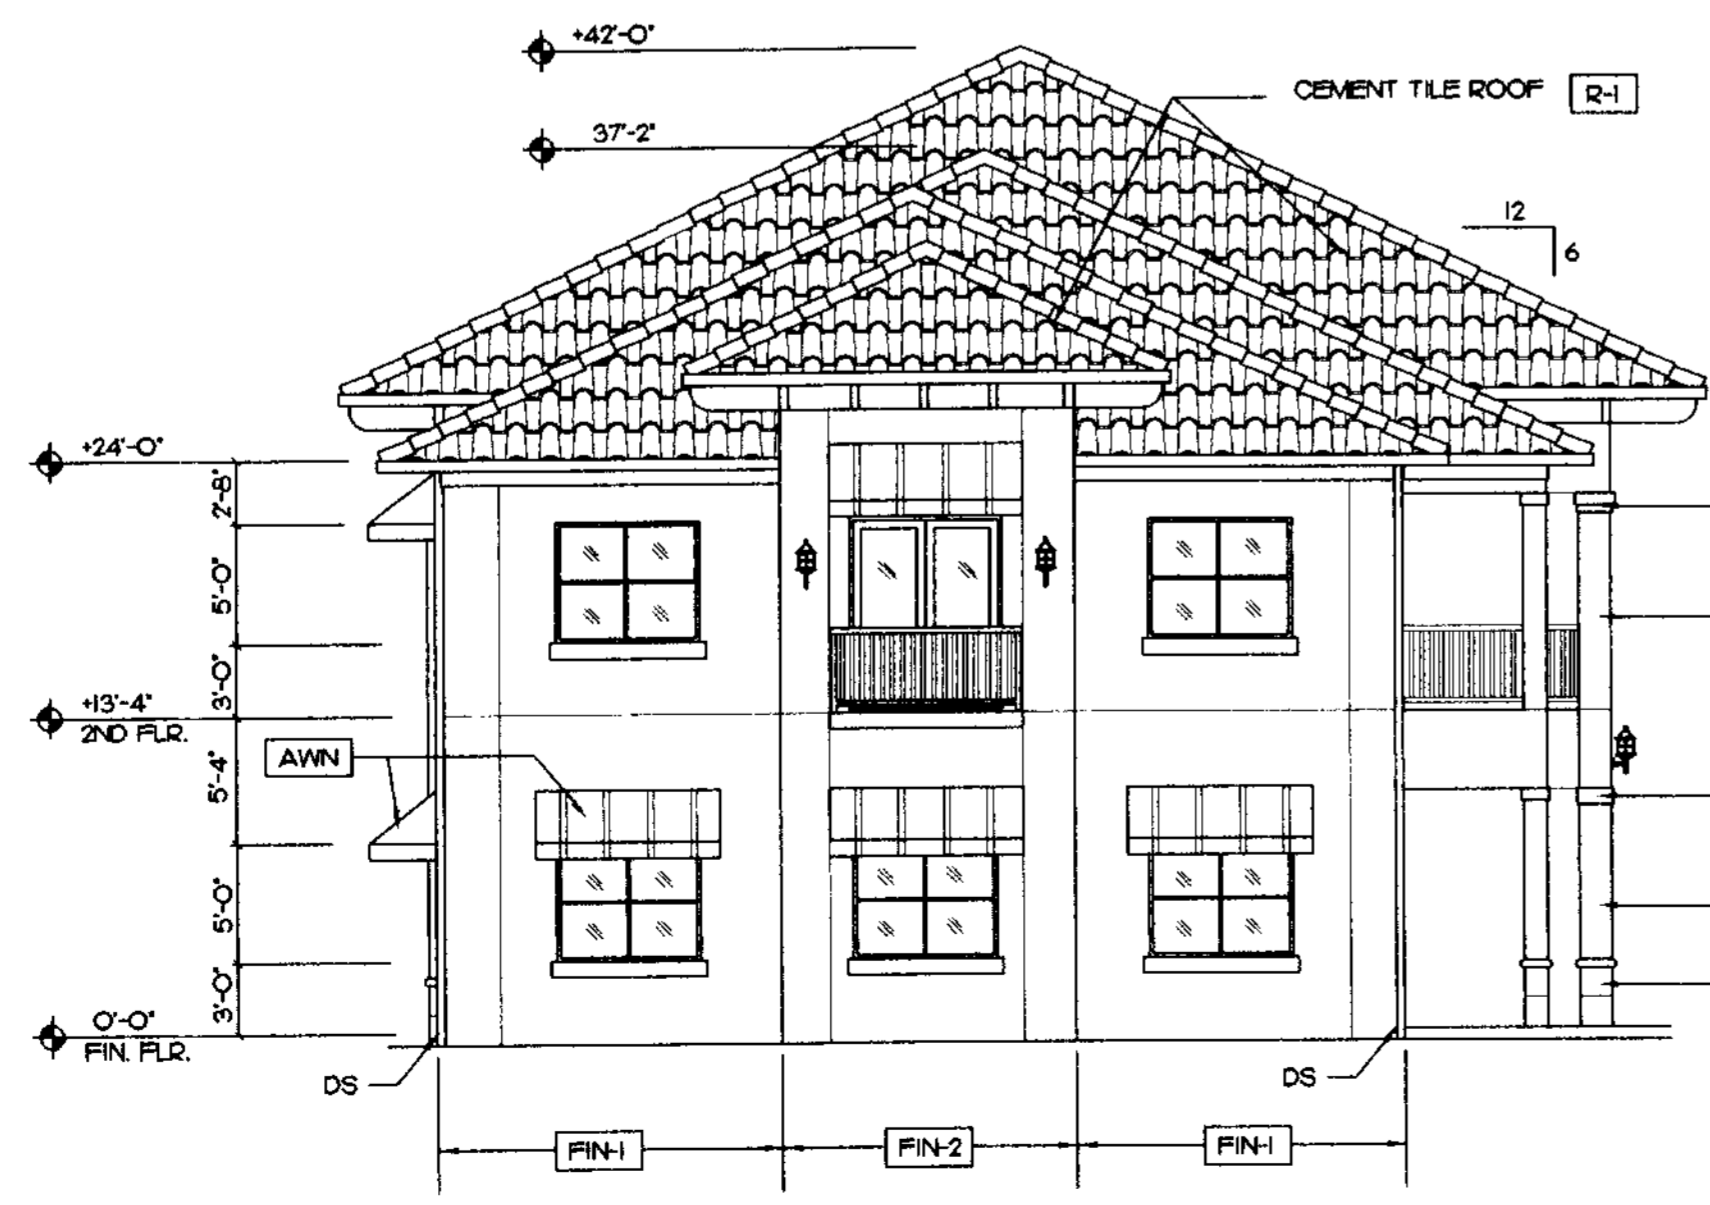 +42'-0"
CEMENT TILE ROOF R-1
37'-2"
12
6
+24'-0"
2'-8"
5'-0"
3'-0"
+13'-4"
2ND FLR.
AWN
5'-4"
5'-0"
3'-0"
0'-0"
FIN. FLR.
DS
DS
FIN-1
FIN-2
FIN-1